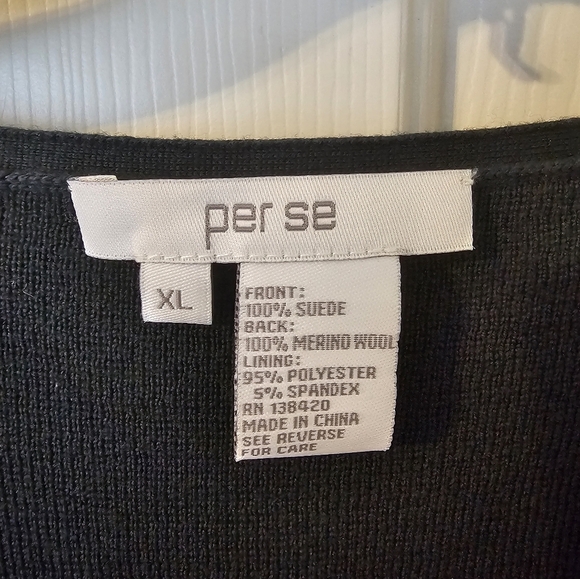 per se
XL
FRONT:
100% SUEDE
BACK:
100% MERINO WOOL
LINING:
95% POLYESTER
5% SPANDEX
RN 138420
MADE IN CHINA
SEE REVERSE
FOR CARE